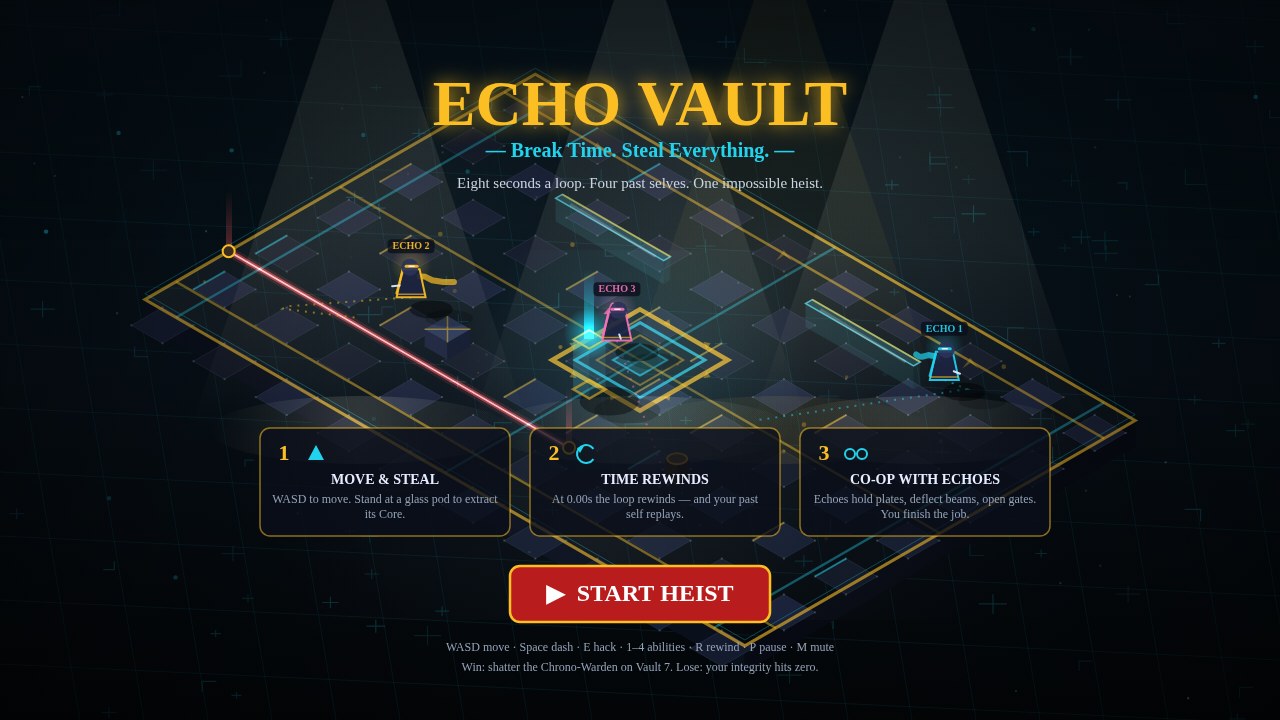 ECHO VAULT
— Break Time. Steal Everything. —
Eight seconds a loop. Four past selves. One impossible heist.
ECHO 2
ECHO 3
ECHO 1
1
MOVE & STEAL
WASD to move. Stand at a glass pod to extract
its Core.
2
TIME REWINDS
At 0.00s the loop rewinds — and your past
self replays.
3
CO-OP WITH ECHOES
Echoes hold plates, deflect beams, open gates.
You finish the job.
▶ START HEIST
WASD move · Space dash · E hack · 1–4 abilities · R rewind · P pause · M mute
Win: shatter the Chrono-Warden on Vault 7. Lose: your integrity hits zero.